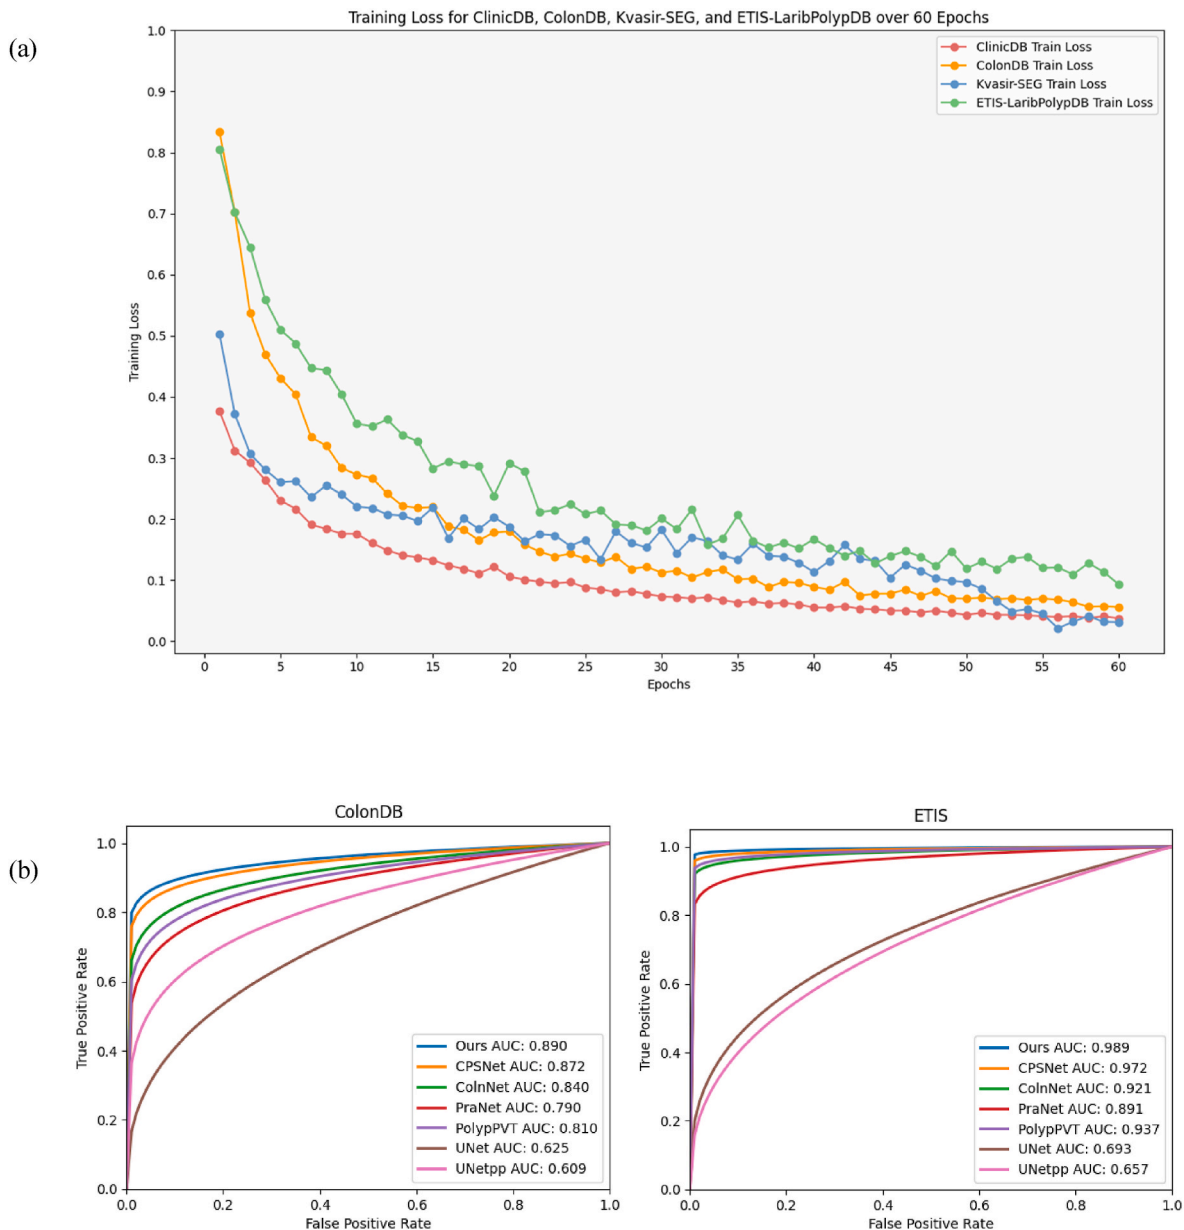 Training Loss for ClinicDB, ColonDB, Kvasir-SEG, and ETIS-LaribPolypDB over 60 Epochs
(a)
1.0
0.9
0.8
0.7
0.6
0.5
0.4
0.3
0.2
0.1
0.0
Training Loss
ClinicDB Train Loss
ColonDB Train Loss
Kvasir-SEG Train Loss
ETIS-LaribPolypDB Train Loss
0 5 10 15 20 25 30 35 40 45 50 55 60
Epochs
(b)
ColonDB
1.0
0.8
0.6
0.4
0.2
0.0
True Positive Rate
Ours AUC: 0.890
CPSNet AUC: 0.872
ColnNet AUC: 0.840
PraNet AUC: 0.790
PolypPVT AUC: 0.810
UNet AUC: 0.625
UNetpp AUC: 0.609
0.0 0.2 0.4 0.6 0.8 1.0
False Positive Rate
ETIS
1.0
0.8
0.6
0.4
0.2
0.0
True Positive Rate
Ours AUC: 0.989
CPSNet AUC: 0.972
ColnNet AUC: 0.921
PraNet AUC: 0.891
PolypPVT AUC: 0.937
UNet AUC: 0.693
UNetpp AUC: 0.657
0.0 0.2 0.4 0.6 0.8 1.0
False Positive Rate